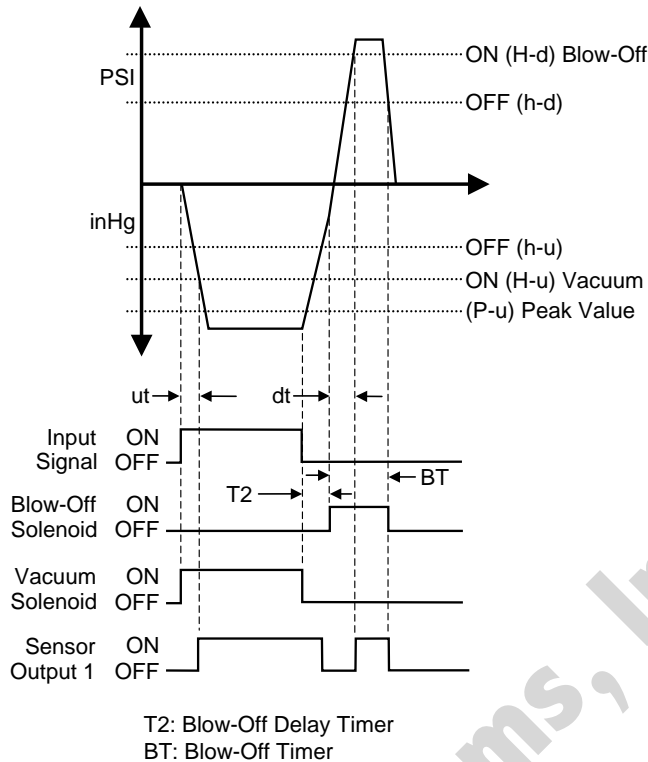 PSI
ON (H-d) Blow-Off
OFF (h-d)
inHg
OFF (h-u)
ON (H-u) Vacuum
(P-u) Peak Value
ut
dt
Input Signal
ON
OFF
BT
T2
Blow-Off Solenoid
ON
OFF
Vacuum Solenoid
ON
OFF
Sensor Output 1
ON
OFF
T2: Blow-Off Delay Timer
BT: Blow-Off Timer